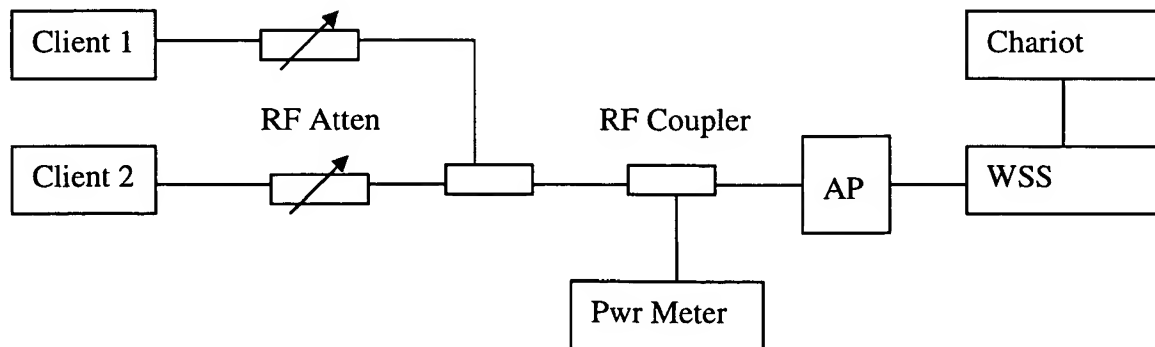 Client 1
Chariot
RF Atten
RF Coupler
Client 2
AP
WSS
Pwr Meter